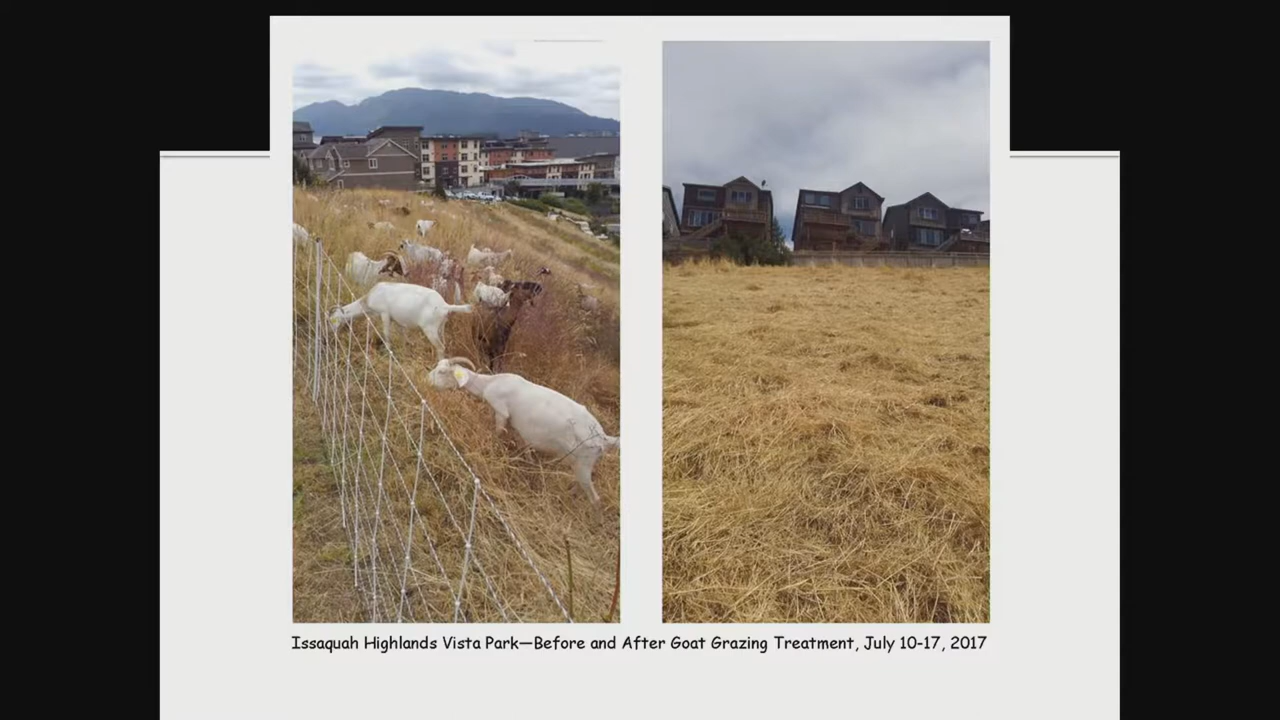 Issaquah Highlands Vista Park—Before and After Goat Grazing Treatment, July 10-17, 2017